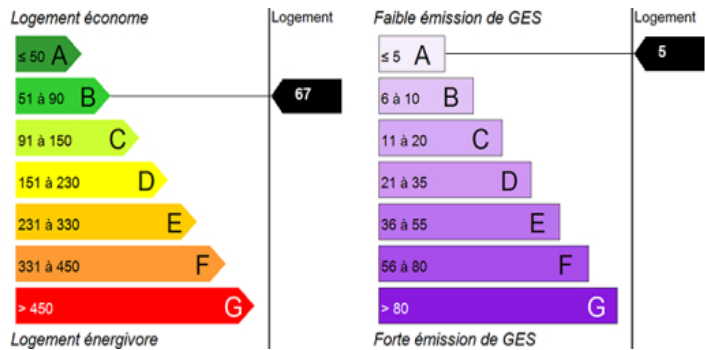 Logement économe
Logement
≤ 50 A
51 à 90 B
67
91 à 150 C
151 à 230 D
231 à 330 E
331 à 450 F
> 450 G
Logement énergivore
Faible émission de GES
Logement
≤ 5 A
5
6 à 10 B
11 à 20 C
21 à 35 D
36 à 55 E
56 à 80 F
> 80 G
Forte émission de GES